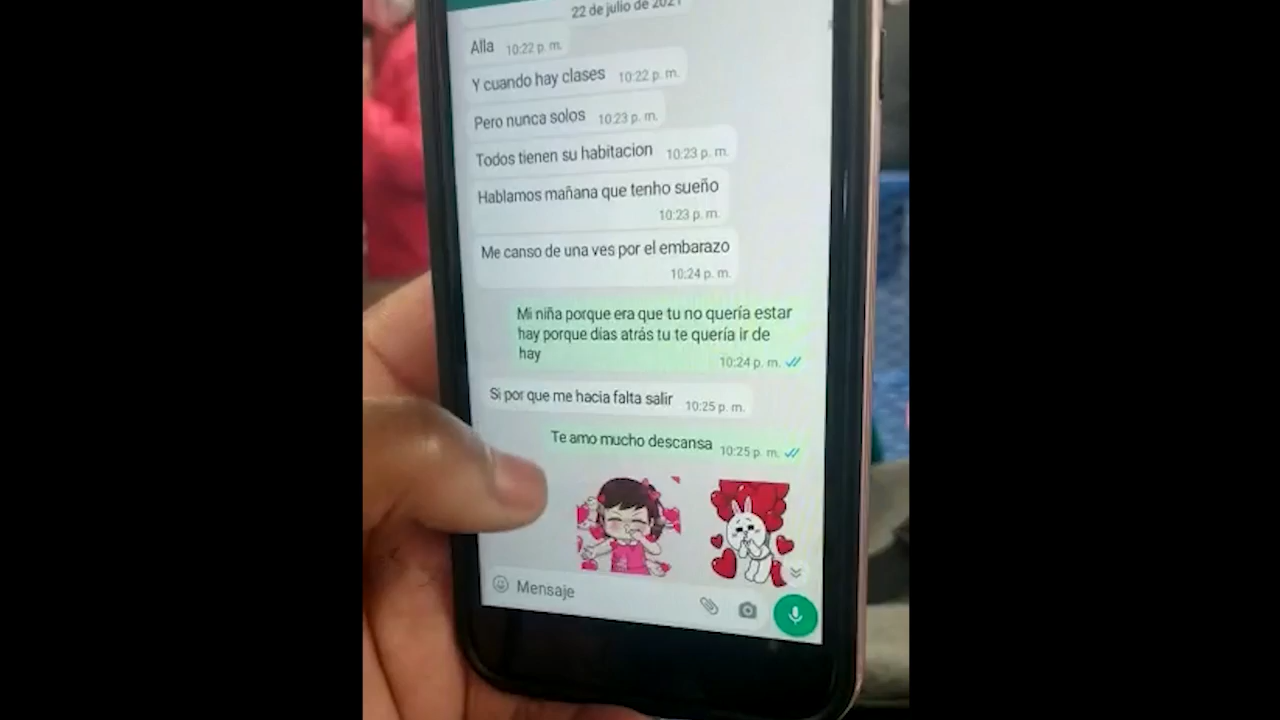 22 de julio de 2021
Alla 10:22 p. m.
Y cuando hay clases 10:22 p. m.
Pero nunca solos 10:23 p. m.
Todos tienen su habitacion 10:23 p. m.
Hablamos mañana que tenho sueño
10:23 p. m.
Me canso de una ves por el embarazo
10:24 p. m.
Mi niña porque era que tu no quería estar
hay porque días atrás tu te quería ir de
hay
10:24 p. m.
Si por que me hacia falta salir 10:25 p. m.
Te amo mucho descansa 10:25 p. m.
Mensaje